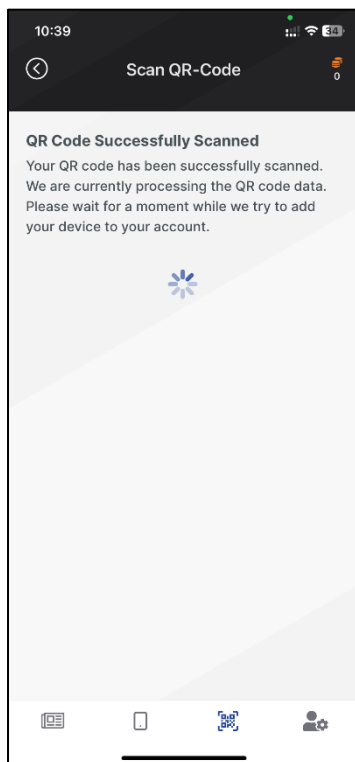 10:39
34
Scan QR-Code
0
QR Code Successfully Scanned
Your QR code has been successfully scanned.
We are currently processing the QR code data.
Please wait for a moment while we try to add
your device to your account.